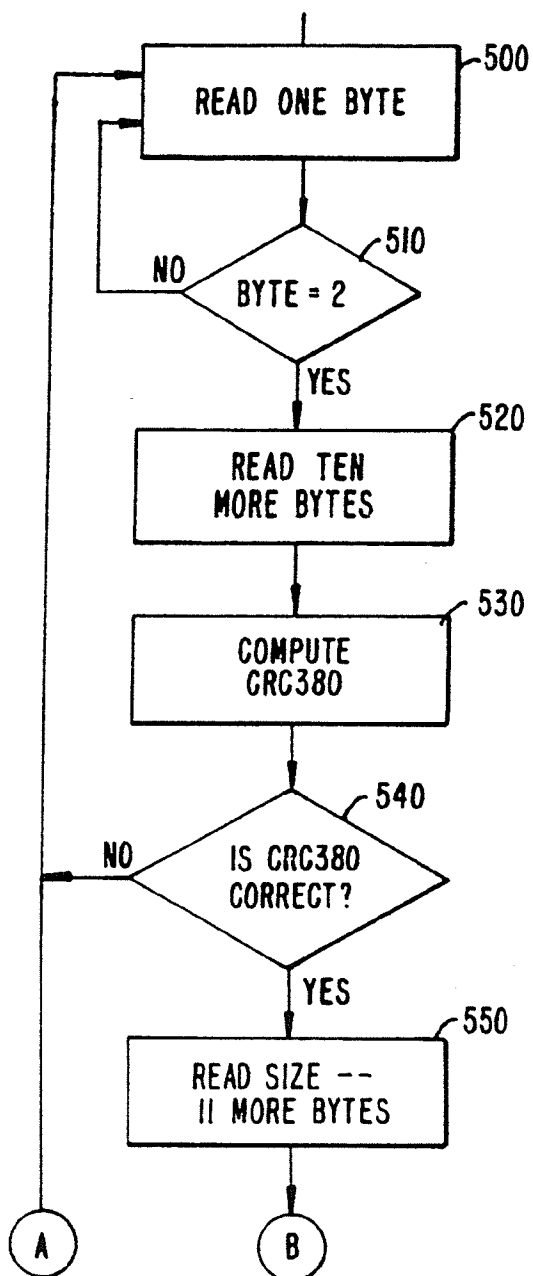 500
READ ONE BYTE
510
NO
BYTE = 2
YES
520
READ TEN
MORE BYTES
530
COMPUTE
CRC380
540
NO
IS CRC380
CORRECT?
YES
550
READ SIZE --
11 MORE BYTES
A
B